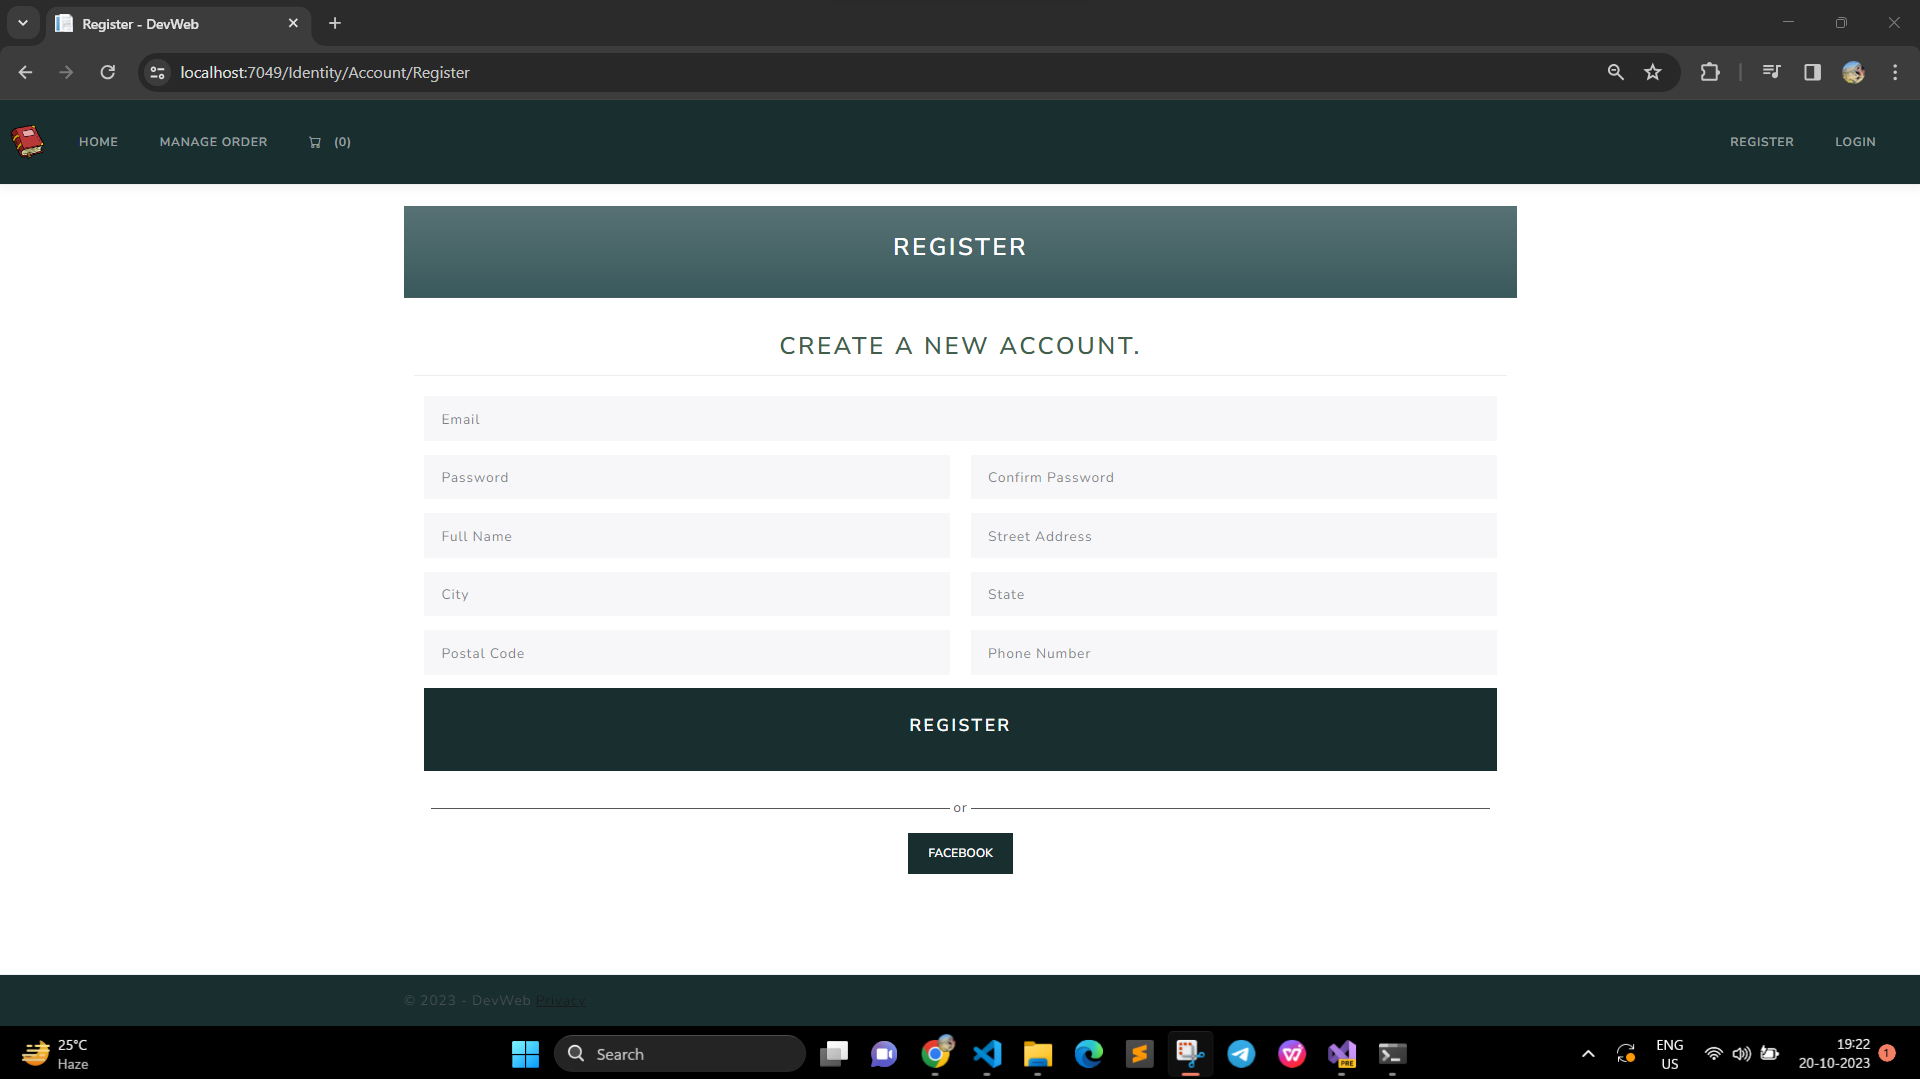 Register - DevWeb
localhost:7049/Identity/Account/Register
HOME MANAGE ORDER (0) REGISTER LOGIN
REGISTER
CREATE A NEW ACCOUNT.
Email
Password Confirm Password
Full Name Street Address
City State
Postal Code Phone Number
REGISTER
or
FACEBOOK
© 2023 - DevWeb Privacy
25°C
Haze
Search
PRE
ENG
US
19:22
20-10-2023
1